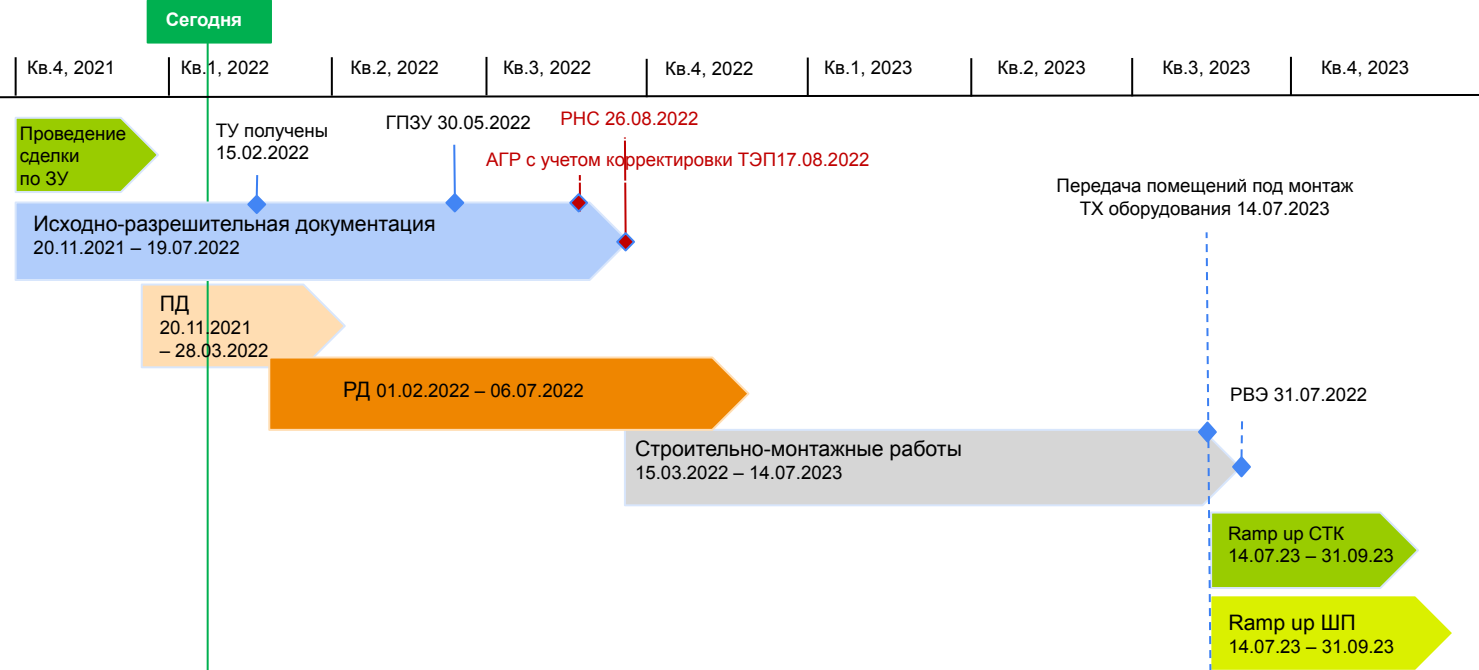 Сегодня
Кв.4, 2021
Кв.1, 2022
Кв.2, 2022
Кв.3, 2022
Кв.4, 2022
Кв.1, 2023
Кв.2, 2023
Кв.3, 2023
Кв.4, 2023
Проведение
сделки
по ЗУ
ТУ получены
15.02.2022
ГПЗУ 30.05.2022
РНС 26.08.2022
АГР с учетом корректировки ТЭП17.08.2022
Передача помещений под монтаж
ТХ оборудования 14.07.2023
Исходно-разрешительная документация
20.11.2021 – 19.07.2022
ПД
20.11.2021
– 28.03.2022
РД 01.02.2022 – 06.07.2022
РВЭ 31.07.2022
Строительно-монтажные работы
15.03.2022 – 14.07.2023
Ramp up СТК
14.07.23 – 31.09.23
Ramp up ШП
14.07.23 – 31.09.23